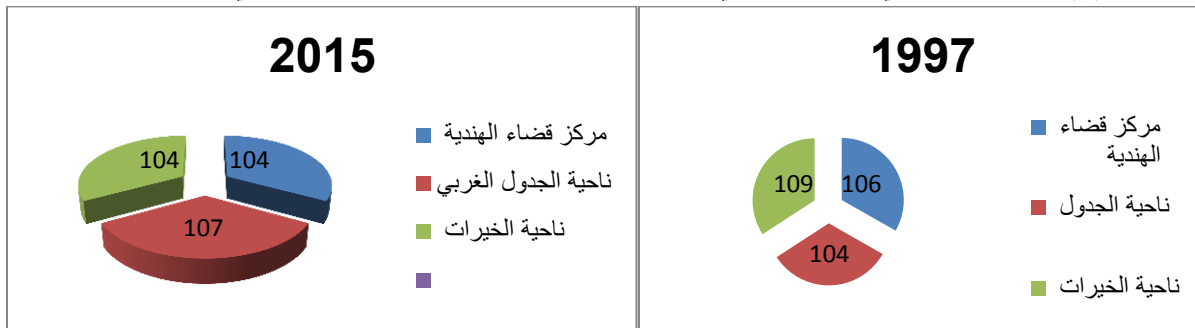 2015
104
104
107
مركز قضاء الهندية
ناحية الجدول الغربي
ناحية الخيرات
1997
109
106
104
مركز قضاء
الهندية
ناحية الجدول
ناحية الخيرات